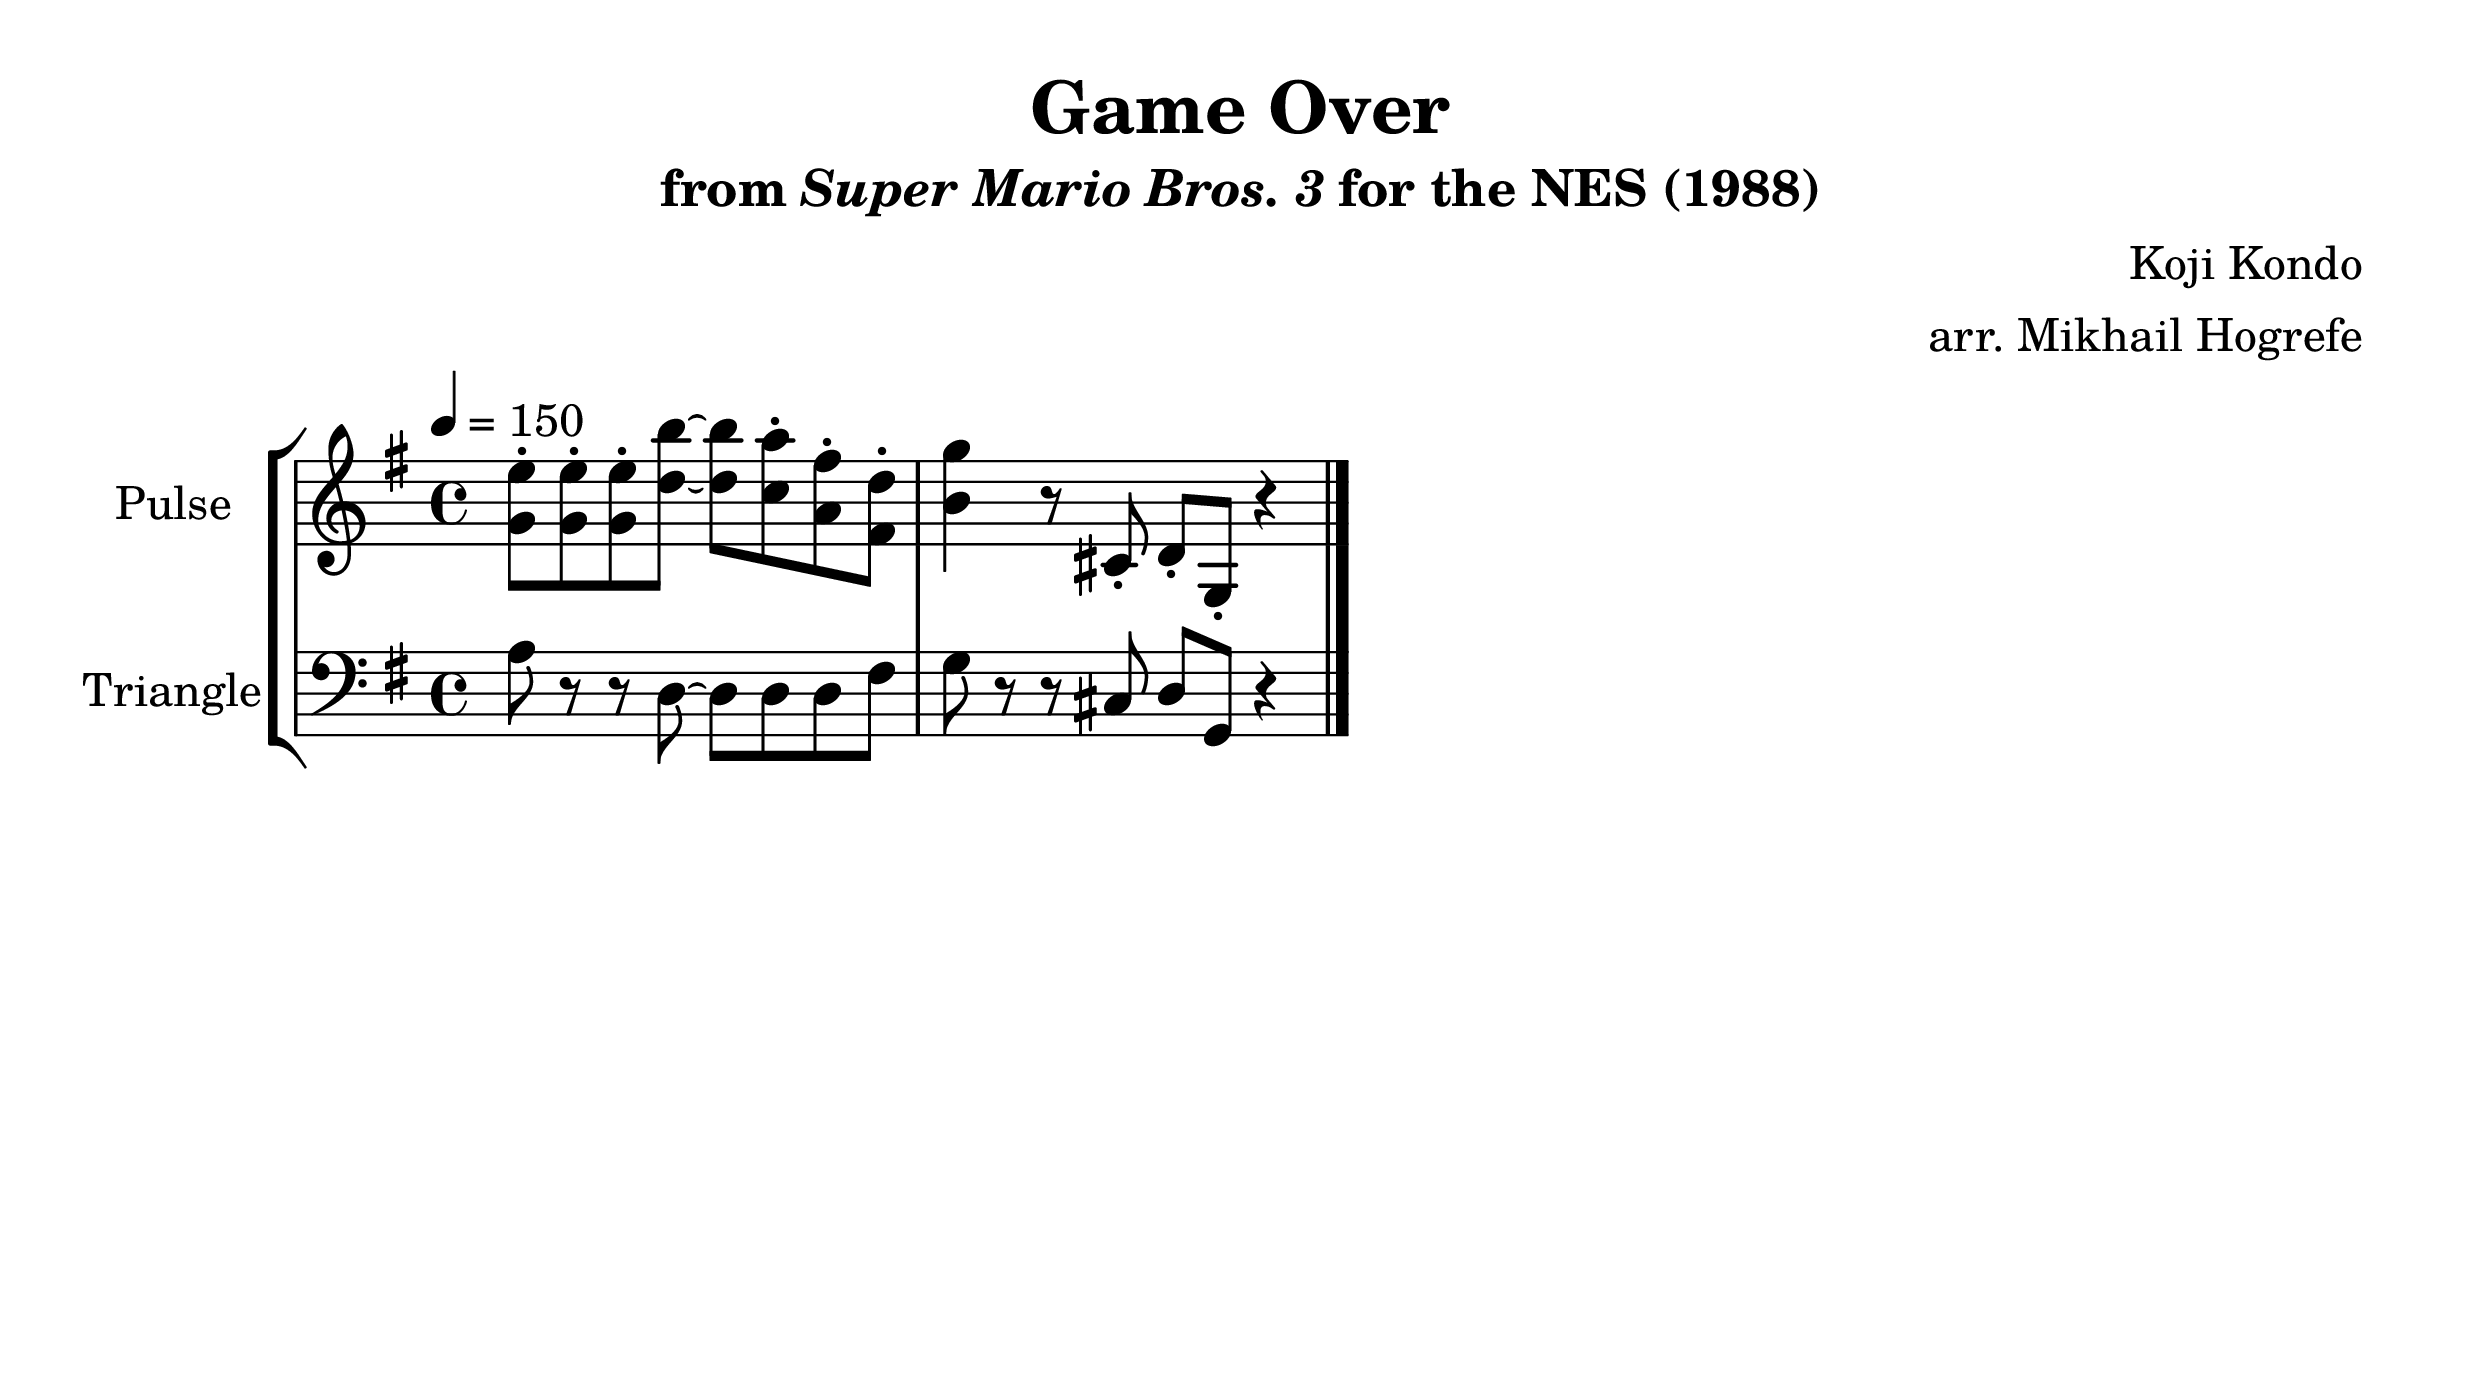 Game Over
from Super Mario Bros. 3 for the NES (1988)
Koji Kondo
arr. Mikhail Hogrefe
= 150
Pulse
Triangle